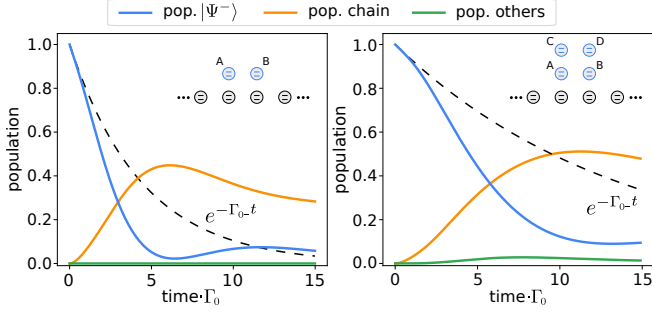 pop. |Ψ⁻⟩ pop. chain pop. others
1.0
0.8
0.6
0.4
0.2
0.0
population
A B
e^{-Γ₀₋t}
0 5 10 15
time·Γ₀
1.0
0.8
0.6
0.4
0.2
0.0
population
C D
A B
e^{-Γ₀₋t}
0 5 10 15
time·Γ₀